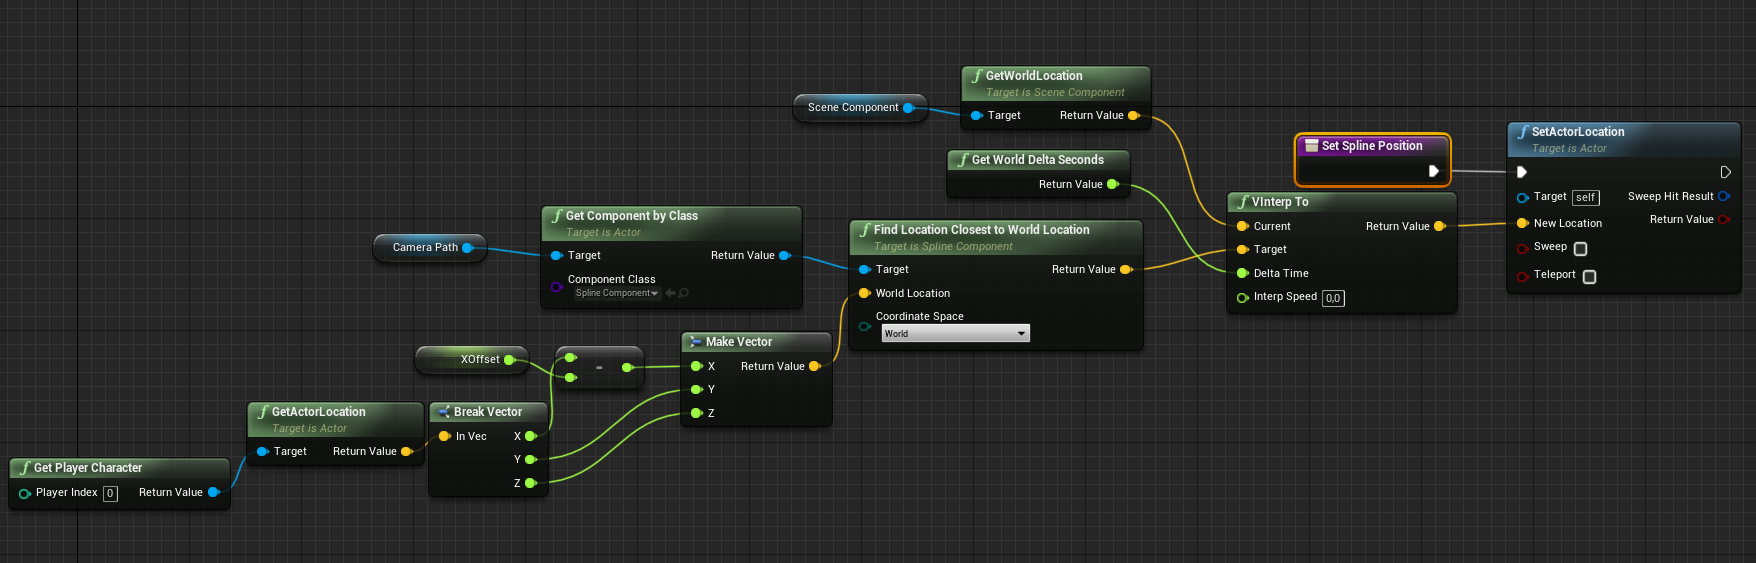 GetWorldLocation
Target is Scene Component
Target
Return Value
Scene Component
Get World Delta Seconds
Return Value
Set Spline Position
SetActorLocation
Target is Actor
Target self
Sweep Hit Result
New Location
Return Value
Sweep
Teleport
VInterp To
Current
Return Value
Target
Delta Time
Interp Speed 0,0
Camera Path
Get Component by Class
Target is Actor
Target
Return Value
Component Class
Spline Component
Find Location Closest to World Location
Target is Spline Component
Target
Return Value
World Location
Coordinate Space
World
XOffset
-
Make Vector
X
Return Value
Y
Z
GetActorLocation
Target is Actor
Target
Return Value
Break Vector
In Vec
X
Y
Z
Get Player Character
Player Index 0
Return Value